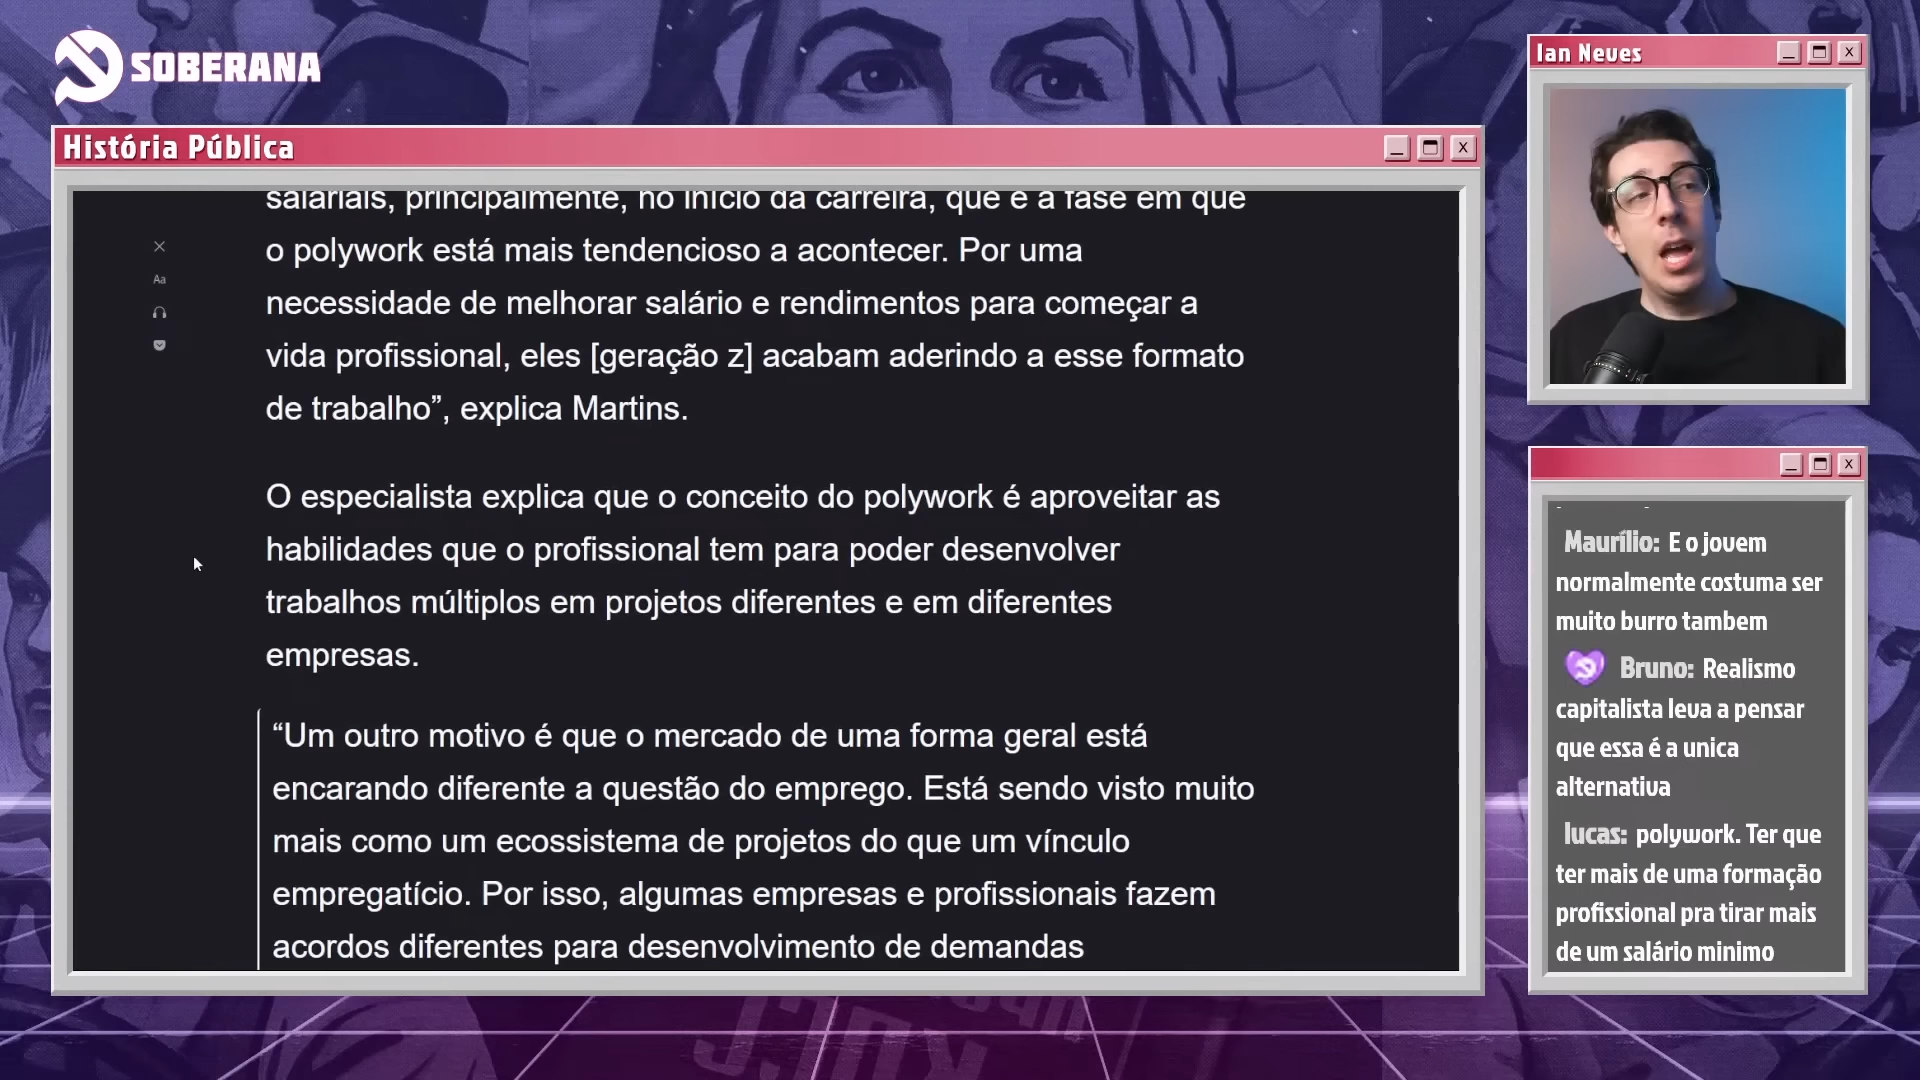 SOBERANA
História Pública
salariais, principalmente, no início da carreira, que é a fase em que
o polywork está mais tendencioso a acontecer. Por uma
necessidade de melhorar salário e rendimentos para começar a
vida profissional, eles [geração z] acabam aderindo a esse formato
de trabalho”, explica Martins.
O especialista explica que o conceito do polywork é aproveitar as
habilidades que o profissional tem para poder desenvolver
trabalhos múltiplos em projetos diferentes e em diferentes
empresas.
“Um outro motivo é que o mercado de uma forma geral está
encarando diferente a questão do emprego. Está sendo visto muito
mais como um ecossistema de projetos do que um vínculo
empregatício. Por isso, algumas empresas e profissionais fazem
acordos diferentes para desenvolvimento de demandas
Aa
Ian Neves
Maurílio: E o jovem
normalmente costuma ser
muito burro tambem
Bruno: Realismo
capitalista leva a pensar
que essa é a unica
alternativa
lucas: polywork. Ter que
ter mais de uma formação
profissional pra tirar mais
de um salário minimo